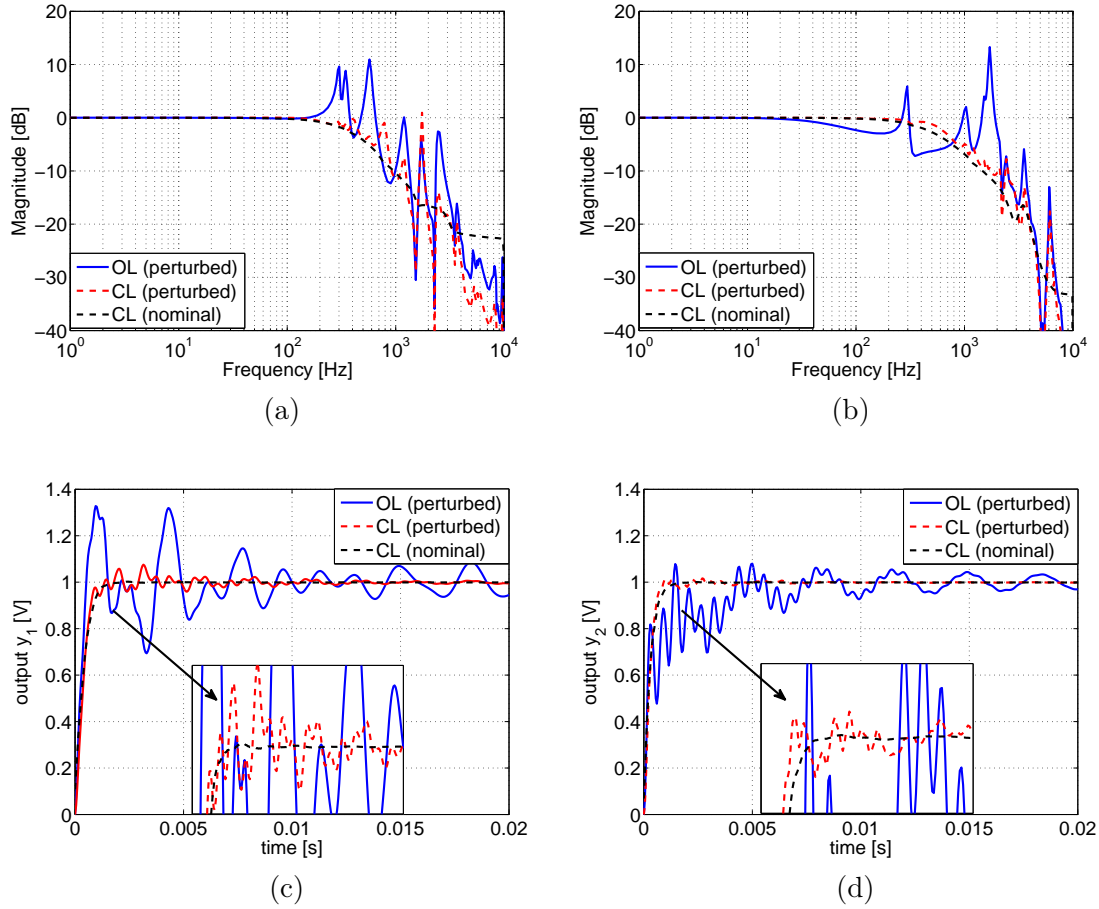 20
10
0
−10
−20
−30
−40
Magnitude [dB]
OL (perturbed)
CL (perturbed)
CL (nominal)
10^0
10^1
10^2
10^3
10^4
Frequency [Hz]
(a)
20
10
0
−10
−20
−30
−40
Magnitude [dB]
OL (perturbed)
CL (perturbed)
CL (nominal)
10^0
10^1
10^2
10^3
10^4
Frequency [Hz]
(b)
1.4
1.2
1
0.8
0.6
0.4
0.2
0
output y_1 [V]
OL (perturbed)
CL (perturbed)
CL (nominal)
0
0.005
0.01
0.015
0.02
time [s]
(c)
1.4
1.2
1
0.8
0.6
0.4
0.2
0
output y_2 [V]
OL (perturbed)
CL (perturbed)
CL (nominal)
0
0.005
0.01
0.015
0.02
time [s]
(d)